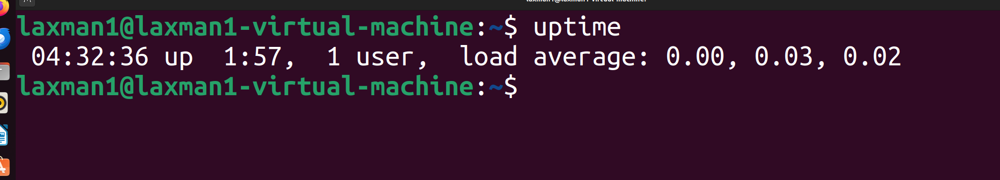 laxman1@laxman1-virtual-machine:~$ uptime
 04:32:36 up  1:57,  1 user,  load average: 0.00, 0.03, 0.02
laxman1@laxman1-virtual-machine:~$